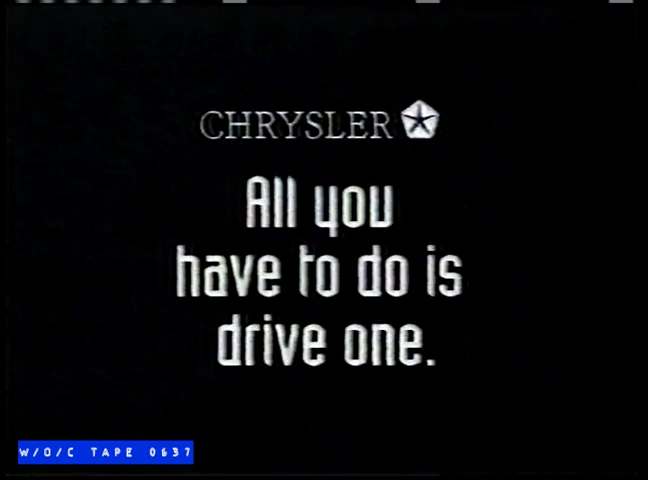 CHRYSLER
All you
have to do is
drive one.
W/O/C TAPE 0637